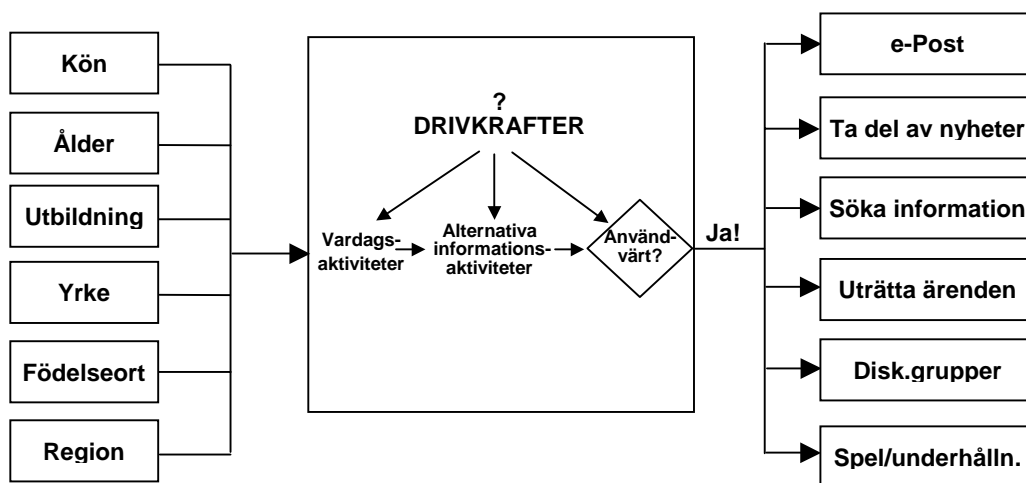 Kön
Ålder
Utbildning
Yrke
Födelseort
Region
?
DRIVKRAFTER
Vardags-
aktiviteter
Alternativa
informations-
aktiviteter
Använd-
värt?
Ja!
e-Post
Ta del av nyheter
Söka information
Uträtta ärenden
Disk.grupper
Spel/underhålln.